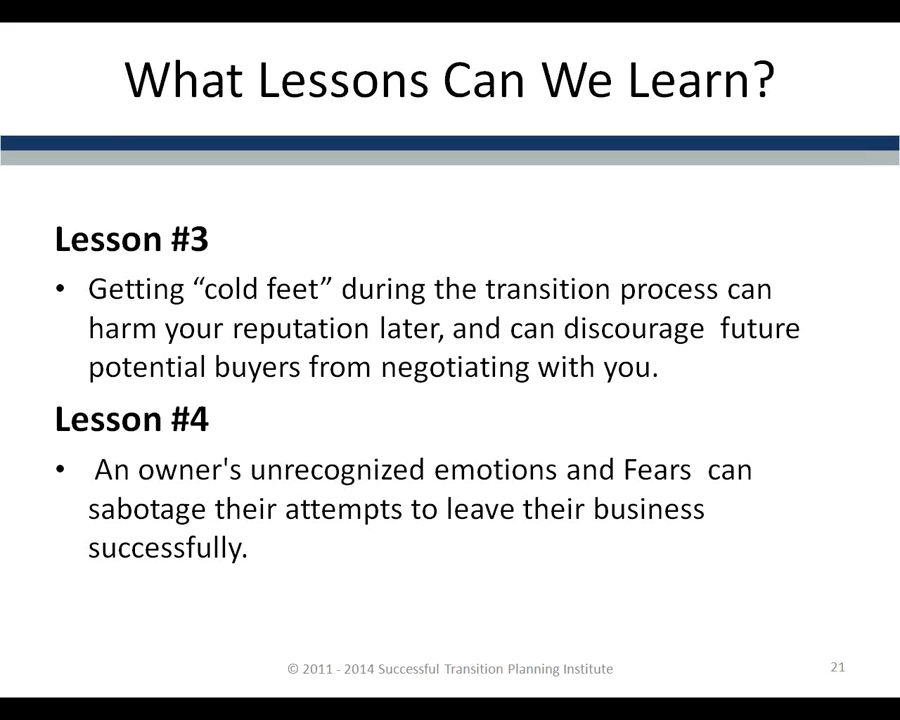 What Lessons Can We Learn?
Lesson #3
• Getting “cold feet” during the transition process can
harm your reputation later, and can discourage  future
potential buyers from negotiating with you.
Lesson #4
•  An owner's unrecognized emotions and Fears  can
sabotage their attempts to leave their business
successfully.
© 2011 - 2014 Successful Transition Planning Institute
21